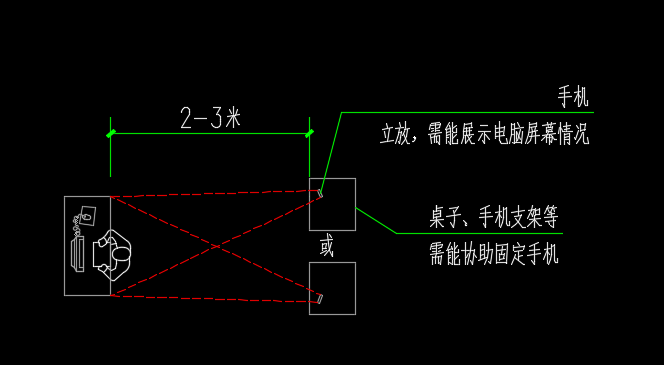 手机
2-3米
立放，需能展示电脑屏幕情况
桌子、手机支架等
或
需能协助固定手机